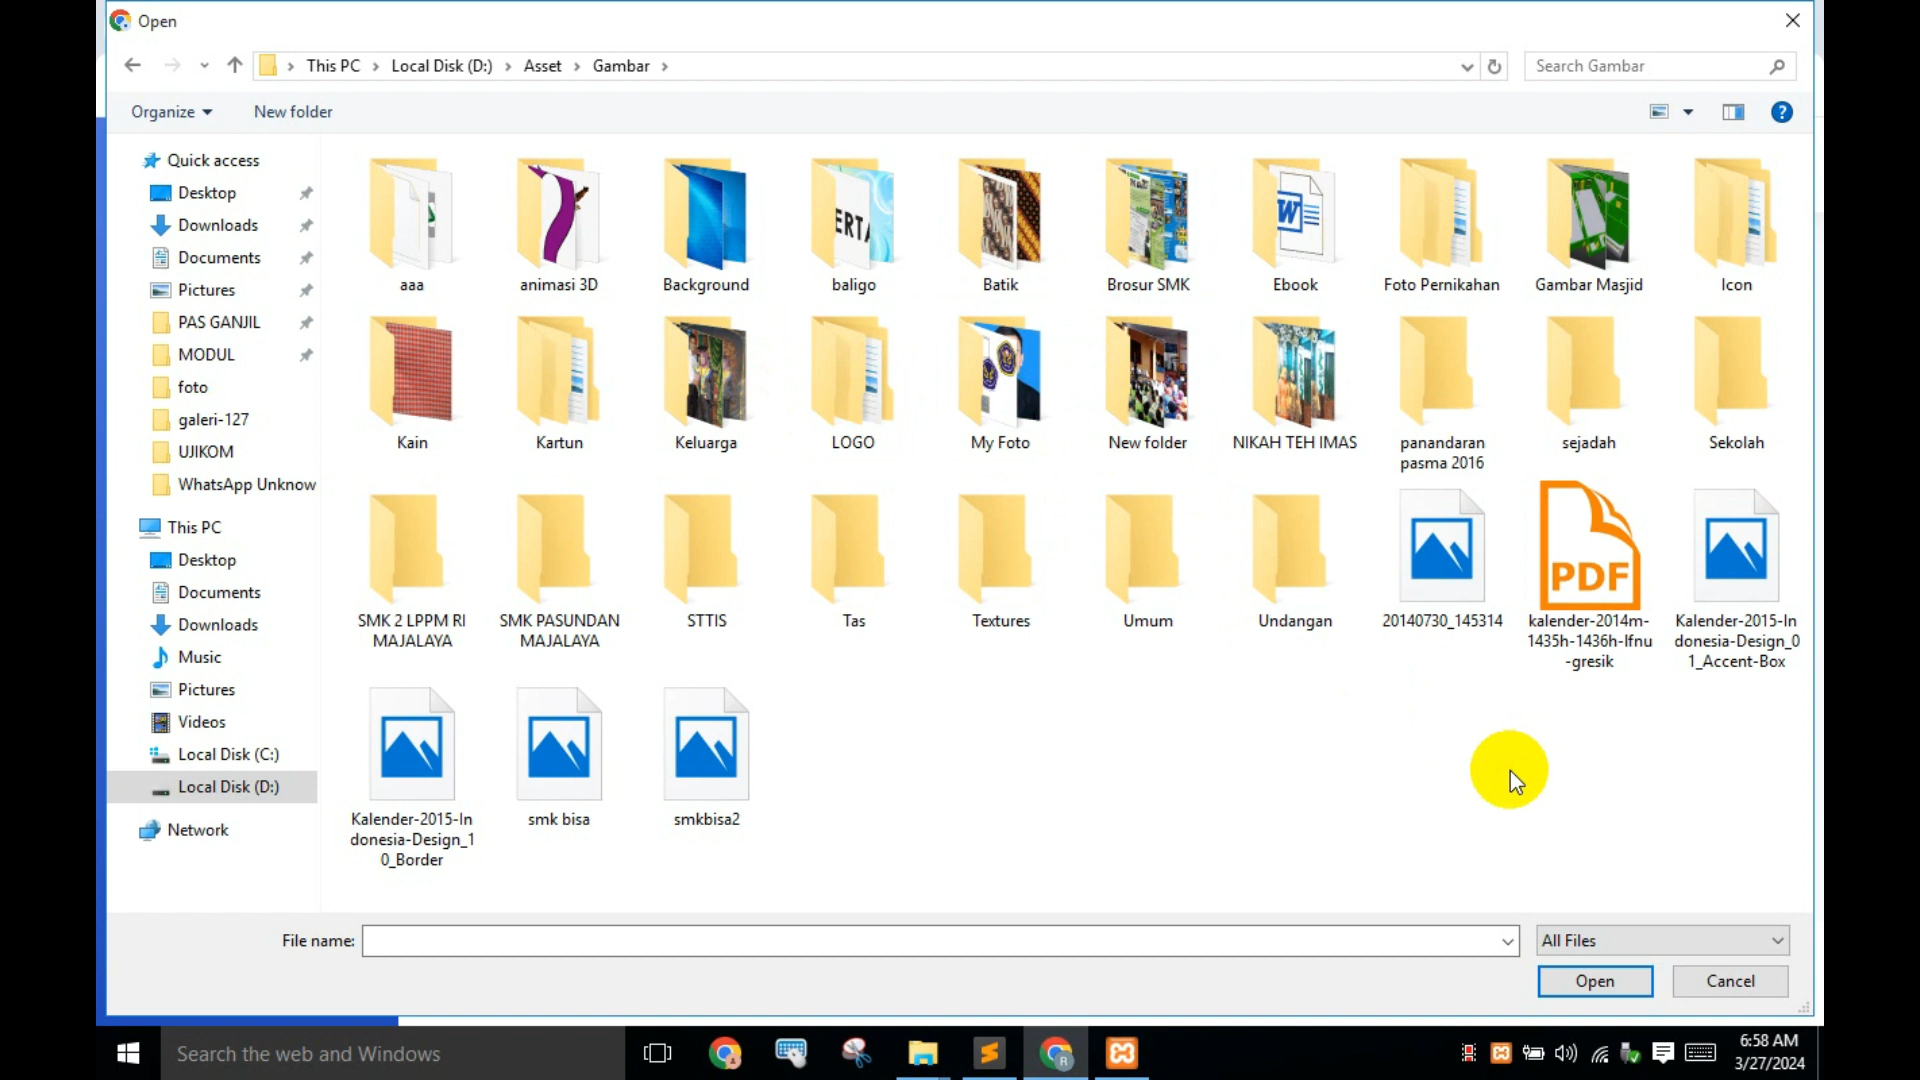 Open
This PC
Local Disk (D:)
Asset
Gambar
Search Gambar
Organize
New folder
Quick access
Desktop
Downloads
Documents
Pictures
PAS GANJIL
MODUL
foto
galeri-127
UJIKOM
WhatsApp Unknow
This PC
Desktop
Documents
Downloads
Music
Pictures
Videos
Local Disk (C:)
Local Disk (D:)
Network
ERTA
W
aaa
animasi 3D
Background
baligo
Batik
Brosur SMK
Ebook
Foto Pernikahan
Gambar Masjid
Icon
Kain
Kartun
Keluarga
LOGO
My Foto
New folder
NIKAH TEH IMAS
panandaran
pasma 2016
sejadah
Sekolah
PDF
SMK 2 LPPM RI
MAJALAYA
SMK PASUNDAN
MAJALAYA
STTIS
Tas
Textures
Umum
Undangan
20140730_145314
kalender-2014m-
1435h-1436h-Ifnu
-gresik
Kalender-2015-In
donesia-Design_0
1_Accent-Box
Kalender-2015-In
donesia-Design_1
0_Border
smk bisa
smkbisa2
File name:
All Files
Open
Cancel
Search the web and Windows
6:58 AM
3/27/2024